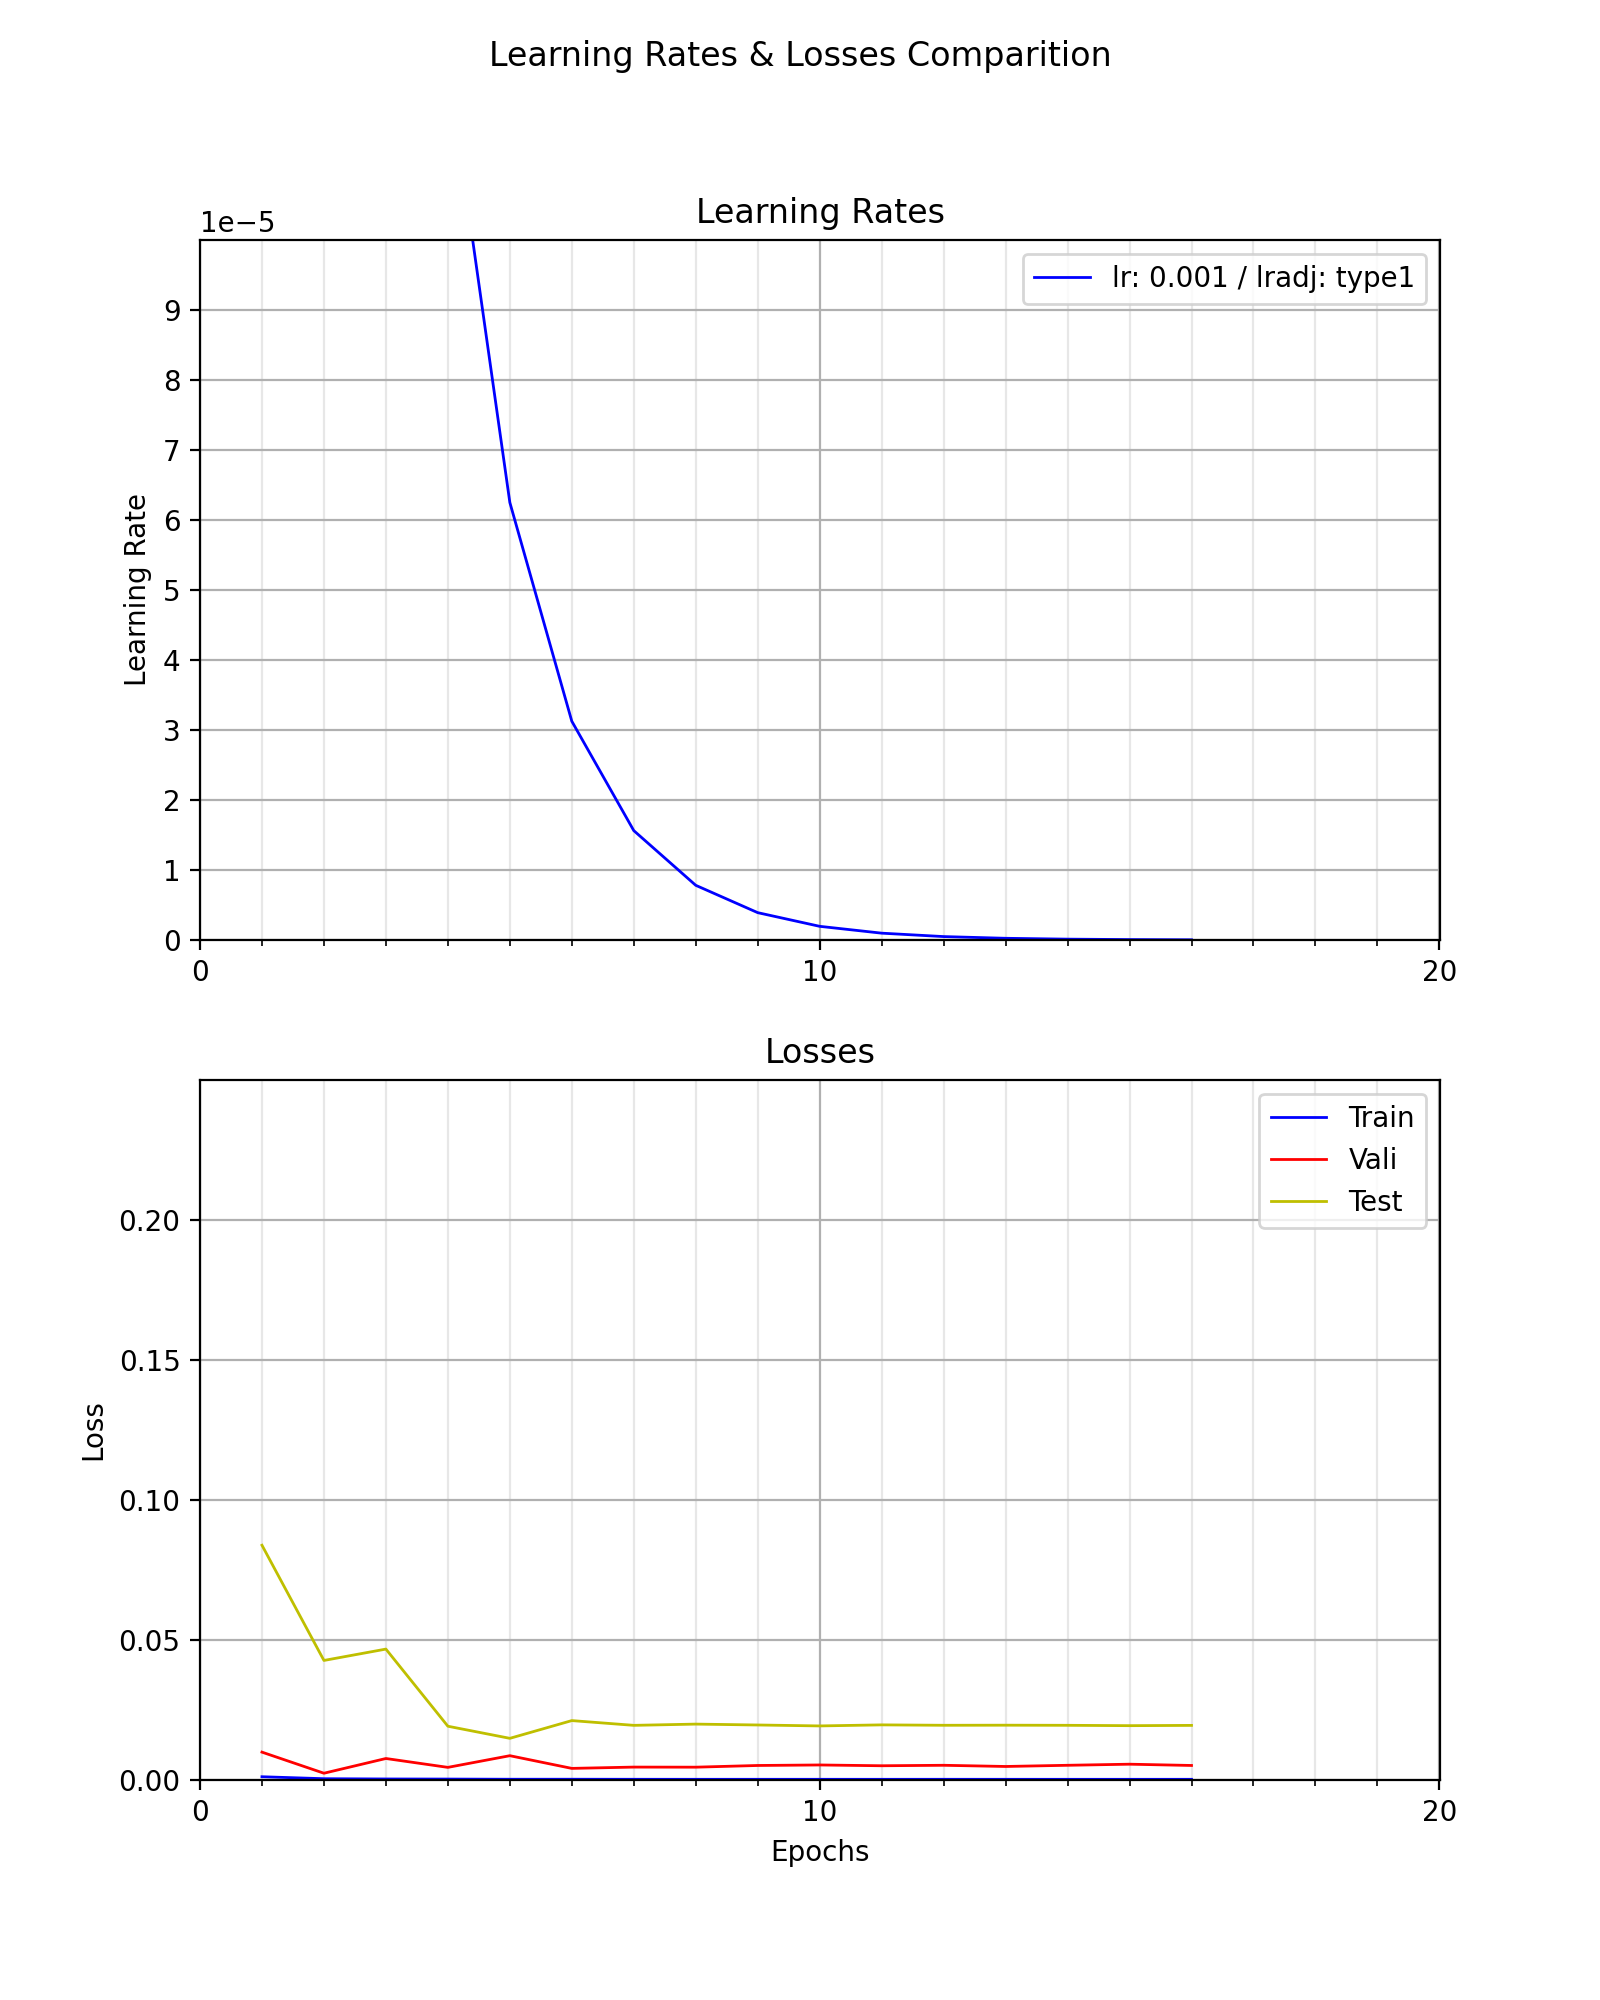 Learning Rates & Losses Comparition
Learning Rates
1e−5
lr: 0.001 / lradj: type1
9
8
7
6
5
4
3
2
1
0
Learning Rate
0 10 20
Losses
Train
Vali
Test
0.20
0.15
0.10
0.05
0.00
Loss
0 10 20
Epochs